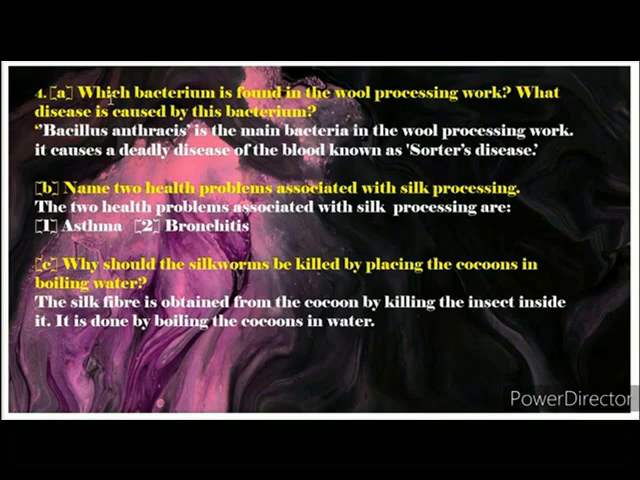 4. [a] Which bacterium is found in the wool processing work? What
disease is caused by this bacterium?
‘’Bacillus anthracis’ is the main bacteria in the wool processing work.
it causes a deadly disease of the blood known as 'Sorter’s disease.’
[b] Name two health problems associated with silk processing.
The two health problems associated with silk processing are:
[1] Asthma [2] Bronchitis
[c] Why should the silkworms be killed by placing the cocoons in
boiling water?
The silk fibre is obtained from the cocoon by killing the insect inside
it. It is done by boiling the cocoons in water.
PowerDirector